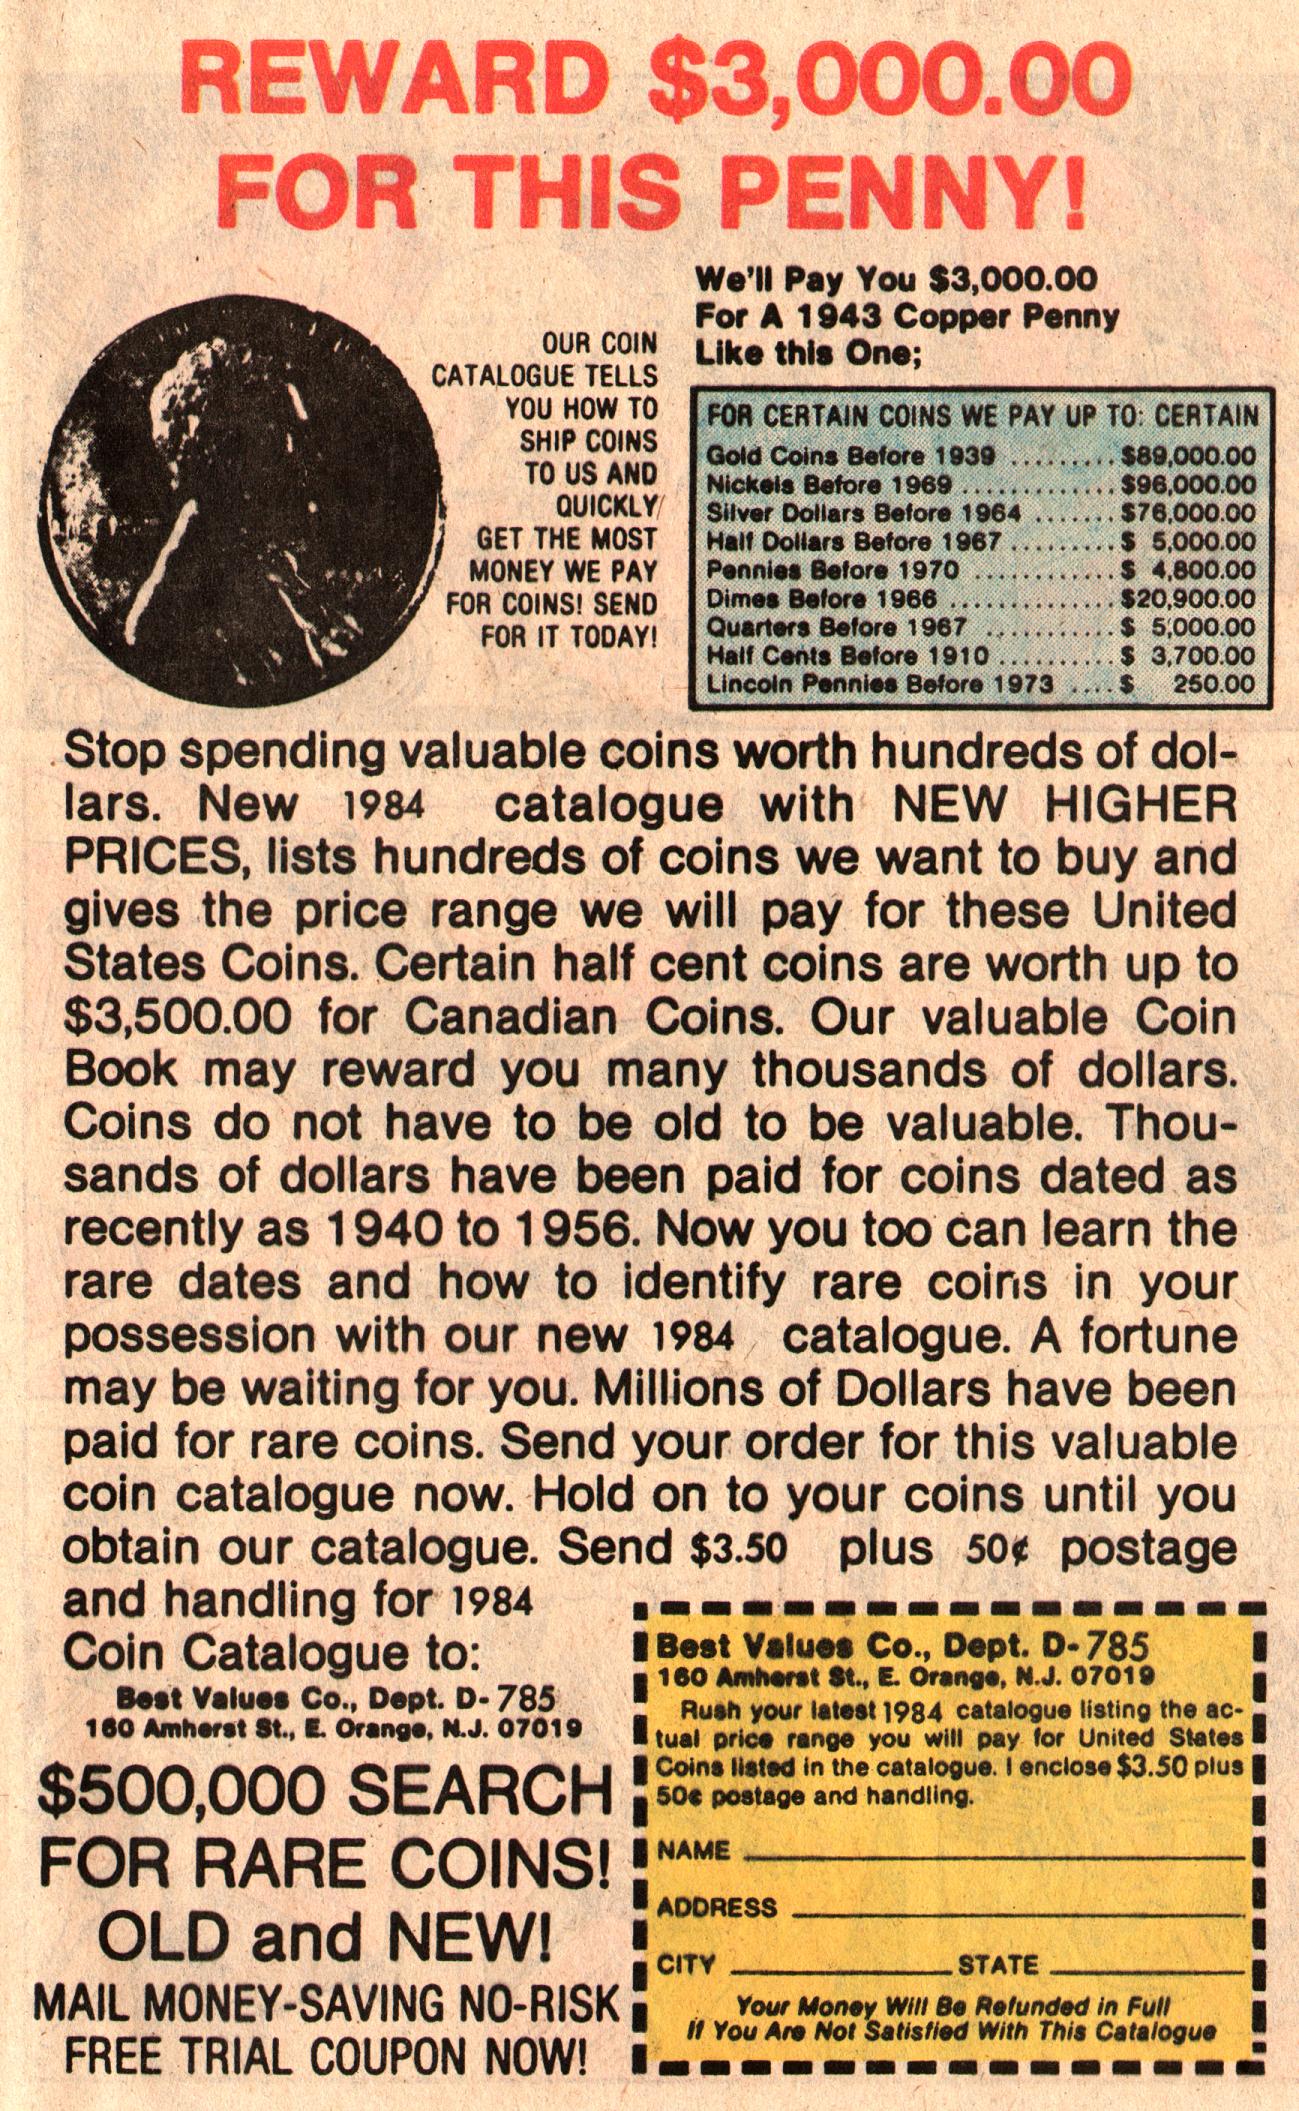 REWARD $3,000.00
FOR THIS PENNY!
OUR COIN
CATALOGUE TELLS
YOU HOW TO
SHIP COINS
TO US AND
QUICKLY
GET THE MOST
MONEY WE PAY
FOR COINS! SEND
FOR IT TODAY!
We'll Pay You $3,000.00
For A 1943 Copper Penny
Like this One;
FOR CERTAIN COINS WE PAY UP TO: CERTAIN
Gold Coins Before 1939 ......... $89,000.00
Nickels Before 1969 ............. $96,000.00
Silver Dollars Before 1964 ....... $76,000.00
Half Dollars Before 1967 ......... $ 5,000.00
Pennies Before 1970 ............ $ 4,800.00
Dimes Before 1966 .............. $20,900.00
Quarters Before 1967 ........... $ 5,000.00
Half Cents Before 1910 .......... $ 3,700.00
Lincoln Pennies Before 1973 .... $ 250.00
Stop spending valuable coins worth hundreds of dol-
lars. New 1984 catalogue with NEW HIGHER
PRICES, lists hundreds of coins we want to buy and
gives the price range we will pay for these United
States Coins. Certain half cent coins are worth up to
$3,500.00 for Canadian Coins. Our valuable Coin
Book may reward you many thousands of dollars.
Coins do not have to be old to be valuable. Thou-
sands of dollars have been paid for coins dated as
recently as 1940 to 1956. Now you too can learn the
rare dates and how to identify rare coins in your
possession with our new 1984 catalogue. A fortune
may be waiting for you. Millions of Dollars have been
paid for rare coins. Send your order for this valuable
coin catalogue now. Hold on to your coins until you
obtain our catalogue. Send $3.50 plus 50¢ postage
and handling for 1984
Coin Catalogue to:
Best Values Co., Dept. D-785
160 Amherst St., E. Orange, N.J. 07019
$500,000 SEARCH
FOR RARE COINS!
OLD and NEW!
MAIL MONEY-SAVING NO-RISK
FREE TRIAL COUPON NOW!
Best Values Co., Dept. D-785
160 Amherst St., E. Orange, N.J. 07019
Rush your latest 1984 catalogue listing the ac-
tual price range you will pay for United States
Coins listed in the catalogue. I enclose $3.50 plus
50¢ postage and handling.
NAME
ADDRESS
CITY STATE
Your Money Will Be Refunded in Full
If You Are Not Satisfied With This Catalogue